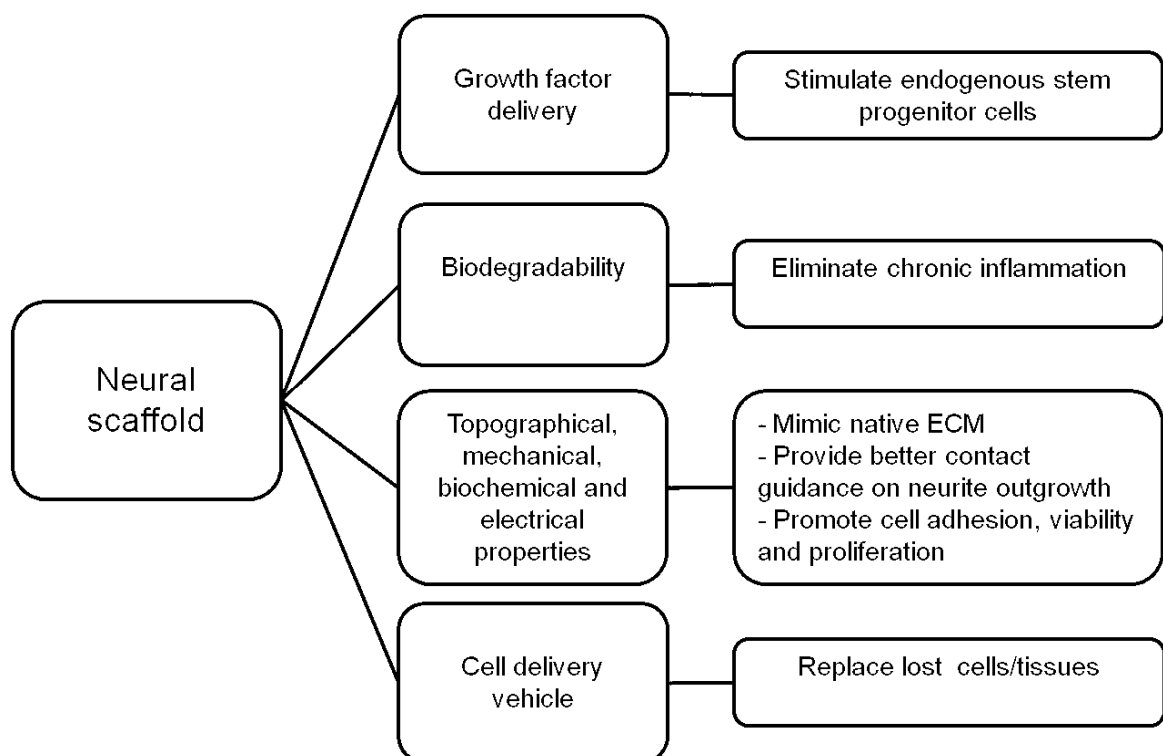 Neural
scaffold
Growth factor
delivery
Stimulate endogenous stem
progenitor cells
Biodegradability
Eliminate chronic inflammation
Topographical,
mechanical,
biochemical and
electrical
properties
- Mimic native ECM
- Provide better contact
guidance on neurite outgrowth
- Promote cell adhesion, viability
and proliferation
Cell delivery
vehicle
Replace lost cells/tissues